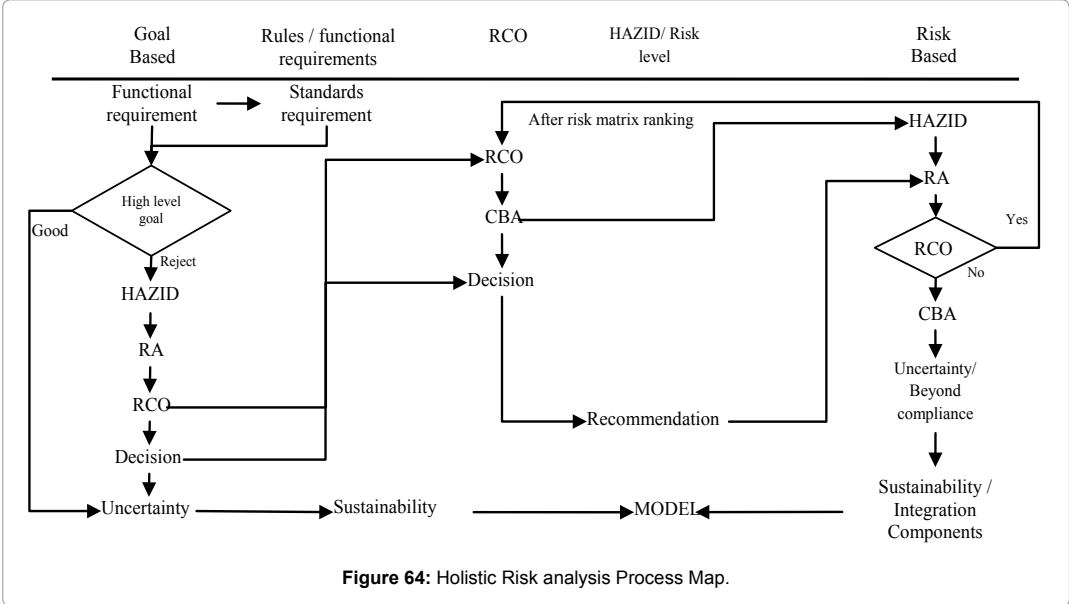 Goal
Based
Rules / functional
requirements
RCO
HAZID/ Risk
level
Risk
Based
Functional
requirement
Standards
requirement
After risk matrix ranking
HAZID
RCO
RA
High level
goal
CBA
Good
Yes
Reject
RCO
No
HAZID
Decision
CBA
RA
Uncertainty/
Beyond
compliance
RCO
Recommendation
Decision
Uncertainty
Sustainability
MODEL
Sustainability /
Integration
Components
Figure 64: Holistic Risk analysis Process Map.